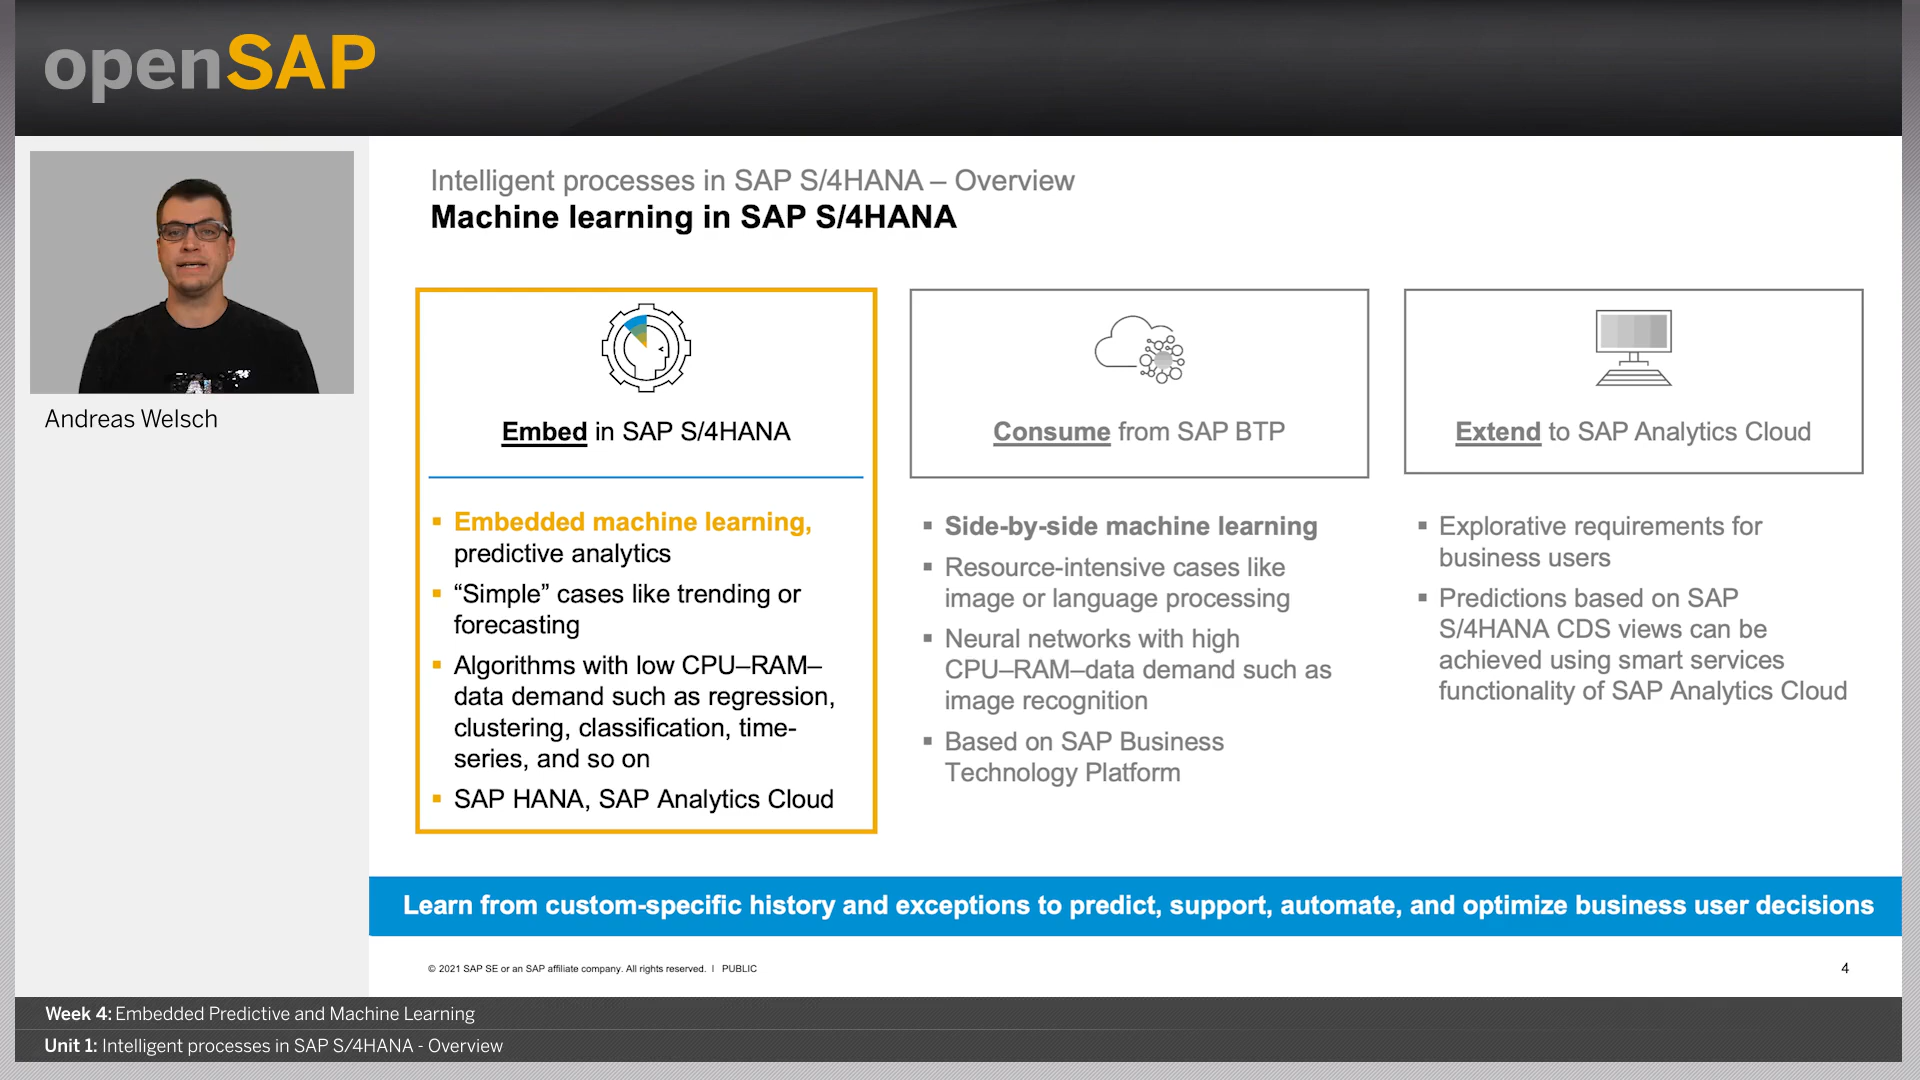 openSAP
Andreas Welsch
Intelligent processes in SAP S/4HANA – Overview
Machine learning in SAP S/4HANA
Embed in SAP S/4HANA
▪ Embedded machine learning,
predictive analytics
▪ “Simple” cases like trending or
forecasting
▪ Algorithms with low CPU–RAM–
data demand such as regression,
clustering, classification, time-
series, and so on
▪ SAP HANA, SAP Analytics Cloud
Consume from SAP BTP
▪ Side-by-side machine learning
▪ Resource-intensive cases like
image or language processing
▪ Neural networks with high
CPU–RAM–data demand such as
image recognition
▪ Based on SAP Business
Technology Platform
Extend to SAP Analytics Cloud
▪ Explorative requirements for
business users
▪ Predictions based on SAP
S/4HANA CDS views can be
achieved using smart services
functionality of SAP Analytics Cloud
Learn from custom-specific history and exceptions to predict, support, automate, and optimize business user decisions
© 2021 SAP SE or an SAP affiliate company. All rights reserved. | PUBLIC
4
Week 4: Embedded Predictive and Machine Learning
Unit 1: Intelligent processes in SAP S/4HANA - Overview